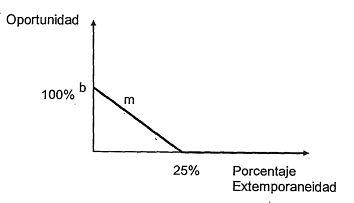 Oportunidad
100% b
m
25%
Porcentaje
Extemporaneidad